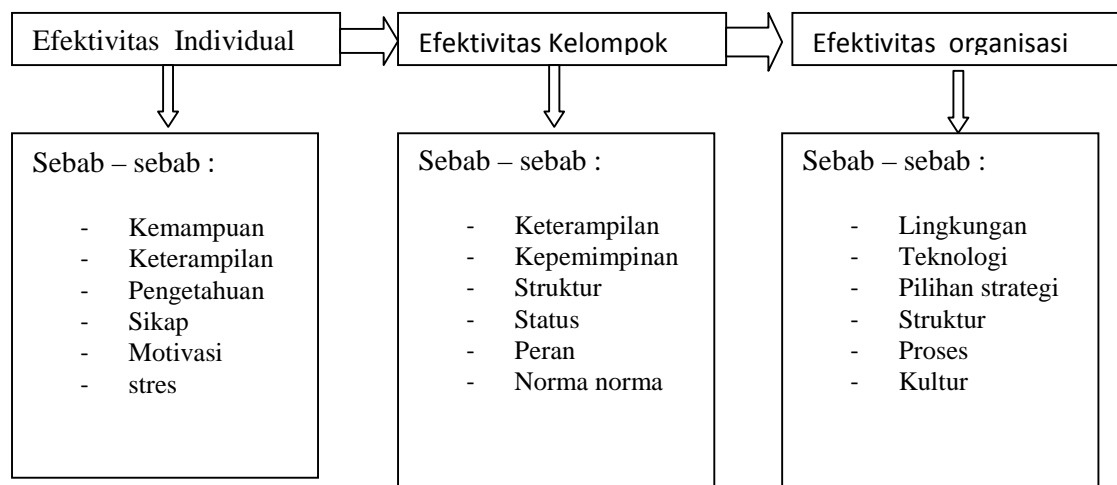 Efektivitas Individual
Efektivitas Kelompok
Efektivitas organisasi
Sebab – sebab :
- Kemampuan
- Keterampilan
- Pengetahuan
- Sikap
- Motivasi
- stres
Sebab – sebab :
- Keterampilan
- Kepemimpinan
- Struktur
- Status
- Peran
- Norma norma
Sebab – sebab :
- Lingkungan
- Teknologi
- Pilihan strategi
- Struktur
- Proses
- Kultur